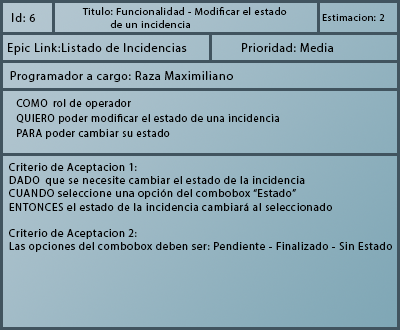 Id: 6
Titulo: Funcionalidad - Modificar el estado
de un incidencia
Estimacion: 2
Epic Link:Listado de Incidencias
Prioridad: Media
Programador a cargo: Raza Maximiliano
COMO rol de operador
QUIERO poder modificar el estado de una incidencia
PARA poder cambiar su estado
Criterio de Aceptacion 1:
DADO que se necesite cambiar el estado de la incidencia
CUANDO seleccione una opción del combobox “Estado”
ENTONCES el estado de la incidencia cambiará al seleccionado
Criterio de Aceptacion 2:
Las opciones del combobox deben ser: Pendiente - Finalizado - Sin Estado